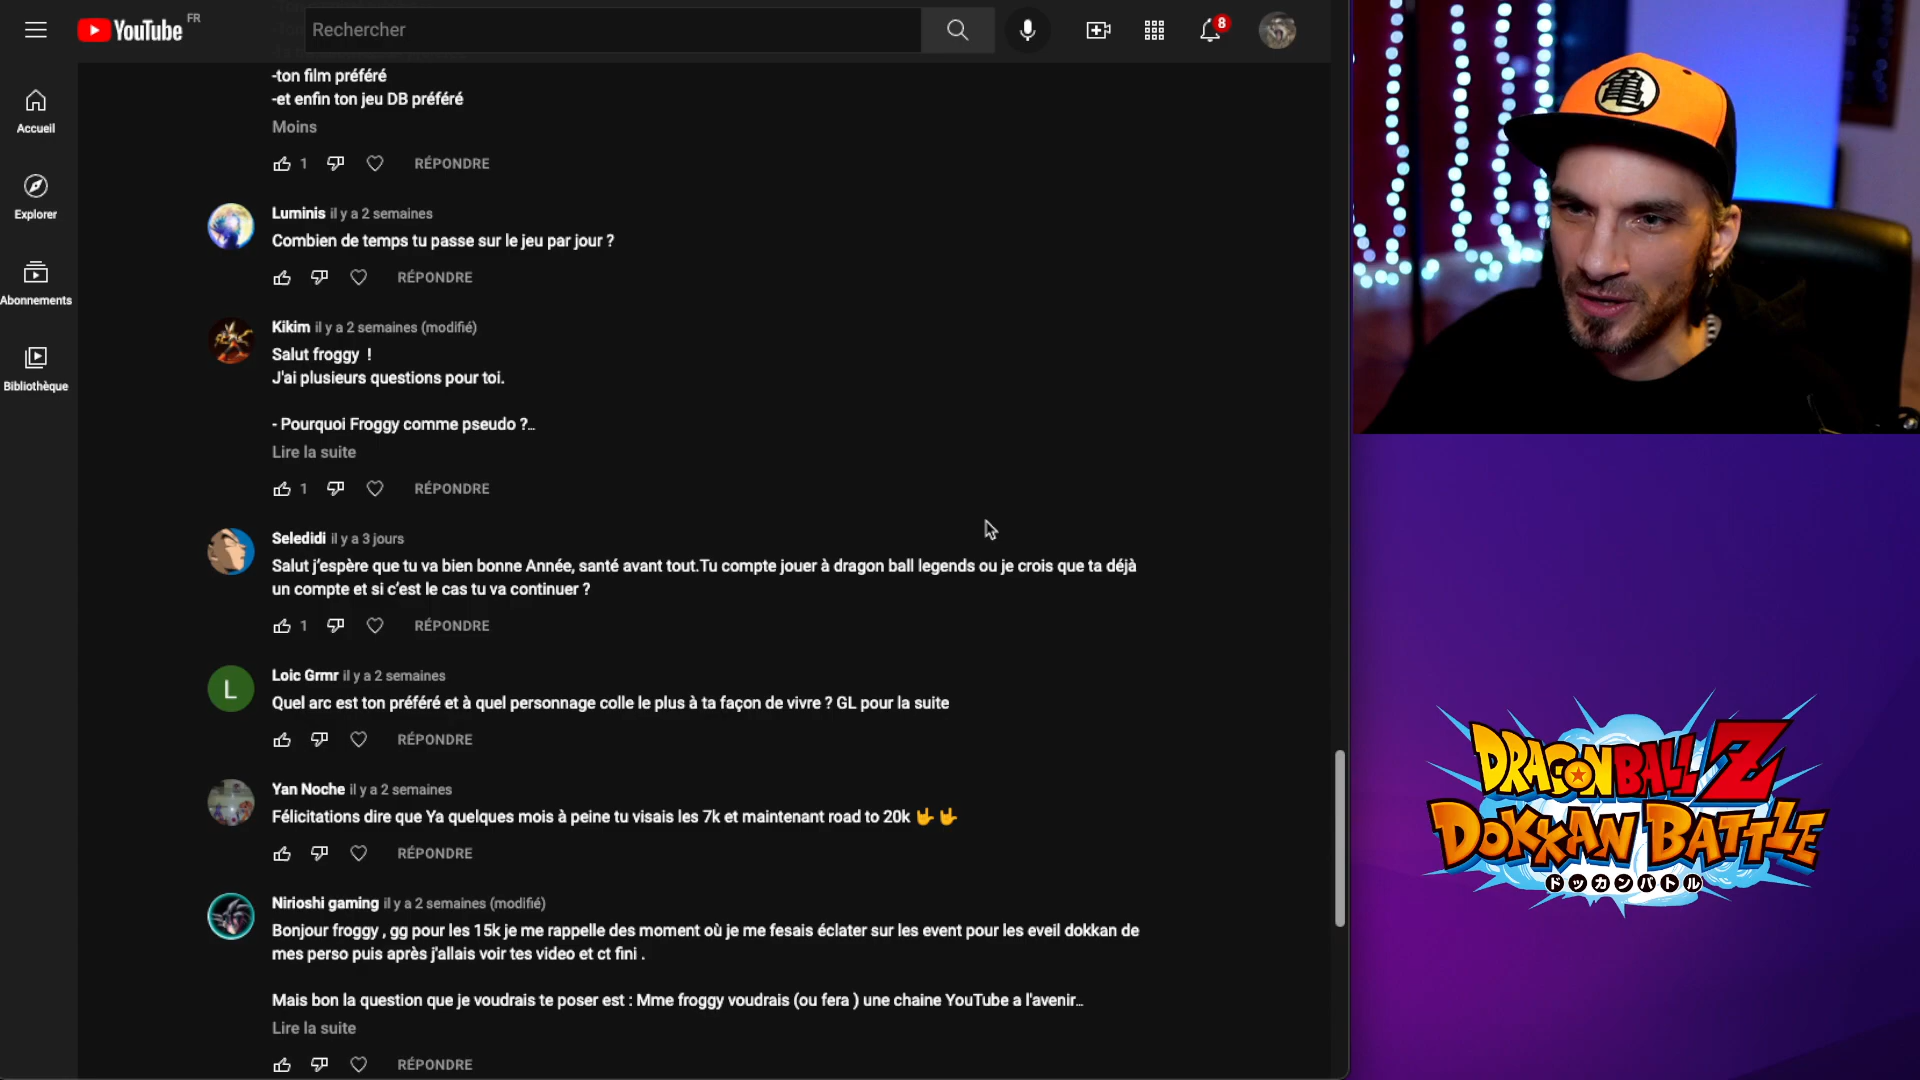 YouTube FR
Rechercher
8
Accueil
Explorer
Abonnements
Bibliothèque
-ton film préféré
-et enfin ton jeu DB préféré
Moins
1 RÉPONDRE
Luminis il y a 2 semaines
Combien de temps tu passe sur le jeu par jour ?
RÉPONDRE
Kikim il y a 2 semaines (modifié)
Salut froggy !
J'ai plusieurs questions pour toi.
- Pourquoi Froggy comme pseudo ?...
Lire la suite
1 RÉPONDRE
Seledidi il y a 3 jours
Salut j’espère que tu va bien bonne Année, santé avant tout.Tu compte jouer à dragon ball legends ou je crois que ta déjà
un compte et si c’est le cas tu va continuer ?
1 RÉPONDRE
L
Loic Grmr il y a 2 semaines
Quel arc est ton préféré et à quel personnage colle le plus à ta façon de vivre ? GL pour la suite
RÉPONDRE
Yan Noche il y a 2 semaines
Félicitations dire que Ya quelques mois à peine tu visais les 7k et maintenant road to 20k 🤟 🤟
RÉPONDRE
Nirioshi gaming il y a 2 semaines (modifié)
Bonjour froggy , gg pour les 15k je me rappelle des moment où je me fesais éclater sur les event pour les eveil dokkan de
mes perso puis après j'allais voir tes video et ct fini .
Mais bon la question que je voudrais te poser est : Mme froggy voudrais (ou fera ) une chaine YouTube a l'avenir...
Lire la suite
RÉPONDRE
亀
DRAGON BALL Z
DOKKAN BATTLE
ドッカンバトル